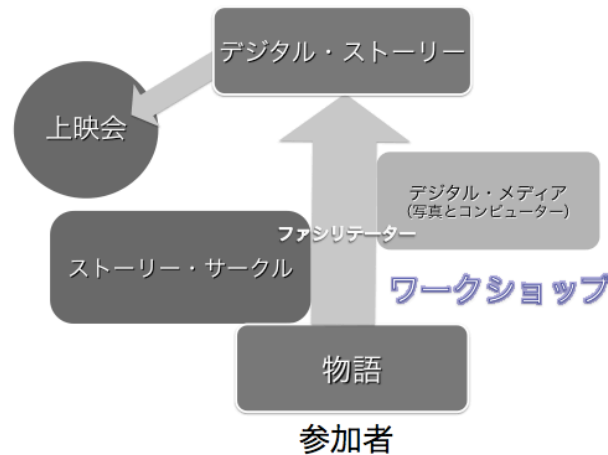 デジタル・ストーリー
上映会
デジタル・メディア
(写真とコンピューター)
ファシリテーター
ストーリー・サークル
ワークショップ
物語
参加者